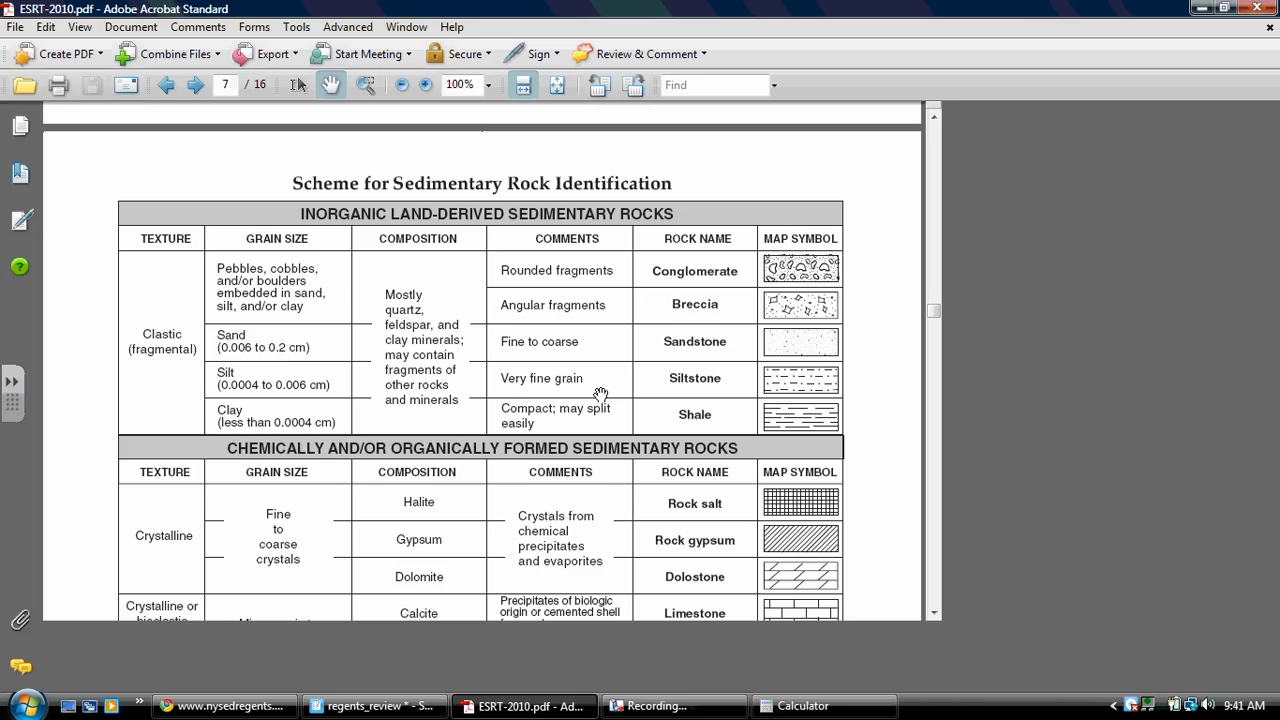 ESRT-2010.pdf - Adobe Acrobat Standard
File Edit View Document Comments Forms Tools Advanced Window Help
Create PDF Combine Files Export Start Meeting Secure Sign Review & Comment
7 / 16 100% Find
Scheme for Sedimentary Rock Identification
INORGANIC LAND-DERIVED SEDIMENTARY ROCKS
TEXTURE GRAIN SIZE COMPOSITION COMMENTS ROCK NAME MAP SYMBOL
Clastic
(fragmental)
Pebbles, cobbles,
and/or boulders
embedded in sand,
silt, and/or clay
Mostly
quartz,
feldspar, and
clay minerals;
may contain
fragments of
other rocks
and minerals
Rounded fragments Conglomerate
Angular fragments Breccia
Sand
(0.006 to 0.2 cm)
Fine to coarse Sandstone
Silt
(0.0004 to 0.006 cm)
Very fine grain Siltstone
Clay
(less than 0.0004 cm)
Compact; may split
easily
Shale
CHEMICALLY AND/OR ORGANICALLY FORMED SEDIMENTARY ROCKS
TEXTURE GRAIN SIZE COMPOSITION COMMENTS ROCK NAME MAP SYMBOL
Crystalline
Fine
to
coarse
crystals
Halite
Crystals from
chemical
precipitates
and evaporites
Rock salt
Gypsum Rock gypsum
Dolomite Dolostone
Crystalline or
Calcite
Precipitates of biologic
origin or cemented shell
Limestone
www.nysedregents.... regents_review * - S... ESRT-2010.pdf - Ad... Recording... Calculator 9:41 AM